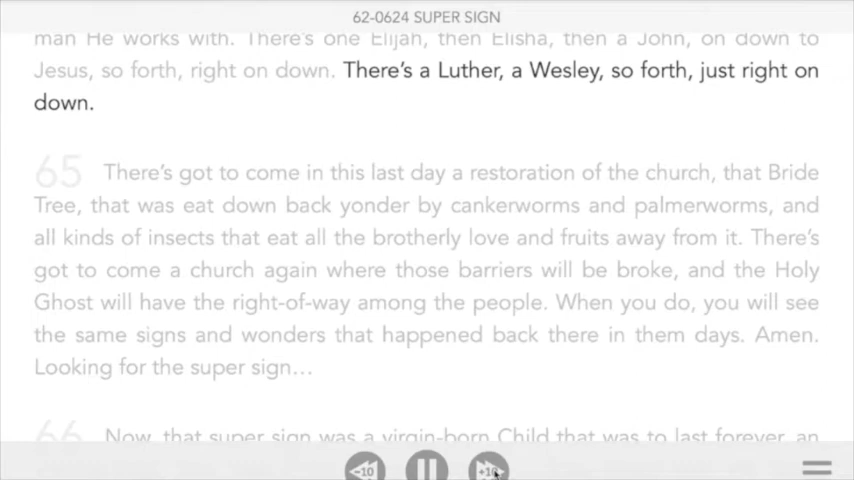 62-0624 SUPER SIGN
man He works with. There's one Elijah, then Elisha, then a John, on down to
Jesus, so forth, right on down. There's a Luther, a Wesley, so forth, just right on
down.
65 There's got to come in this last day a restoration of the church, that Bride
Tree, that was eat down back yonder by cankerworms and palmerworms, and
all kinds of insects that eat all the brotherly love and fruits away from it. There's
got to come a church again where those barriers will be broke, and the Holy
Ghost will have the right-of-way among the people. When you do, you will see
the same signs and wonders that happened back there in them days. Amen.
Looking for the super sign…
66 Now, that super sign was a virgin-born Child that was to last forever, an
-10 +10